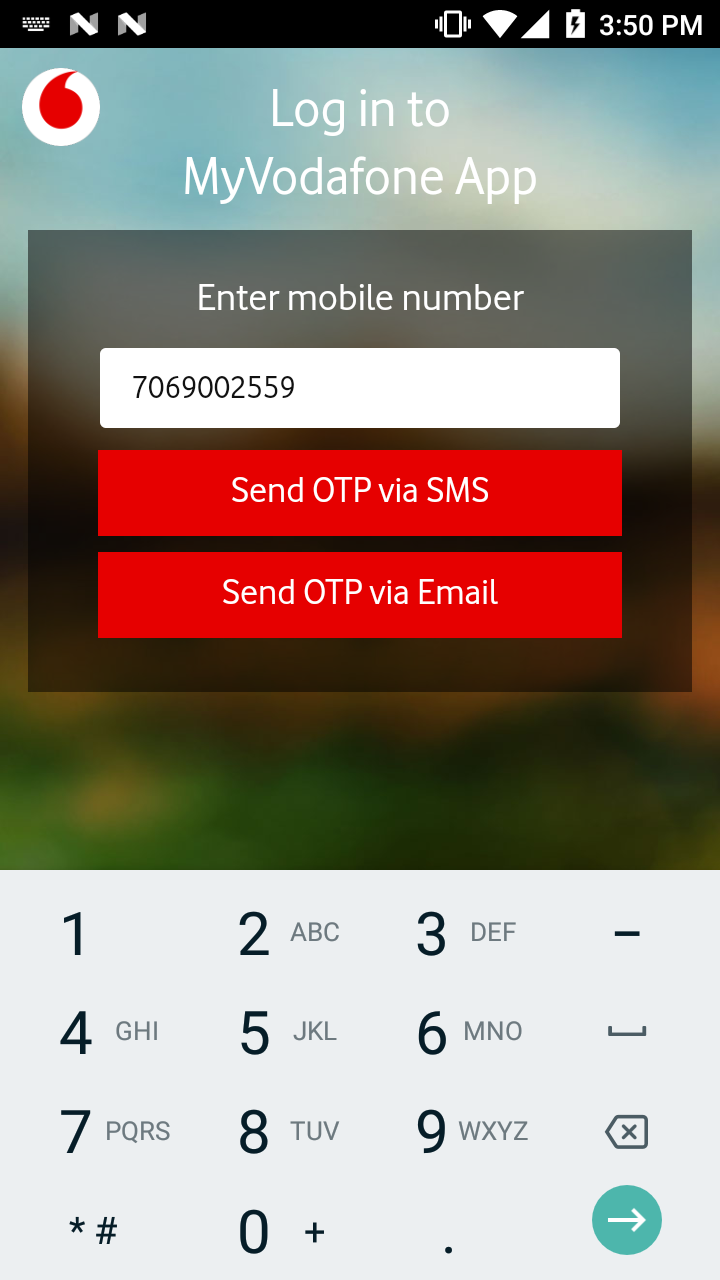 3:50 PM
Log in to
MyVodafone App
Enter mobile number
7069002559
Send OTP via SMS
Send OTP via Email
1 2 ABC 3 DEF –
4 GHI 5 JKL 6 MNO
7 PQRS 8 TUV 9 WXYZ
* # 0 + .